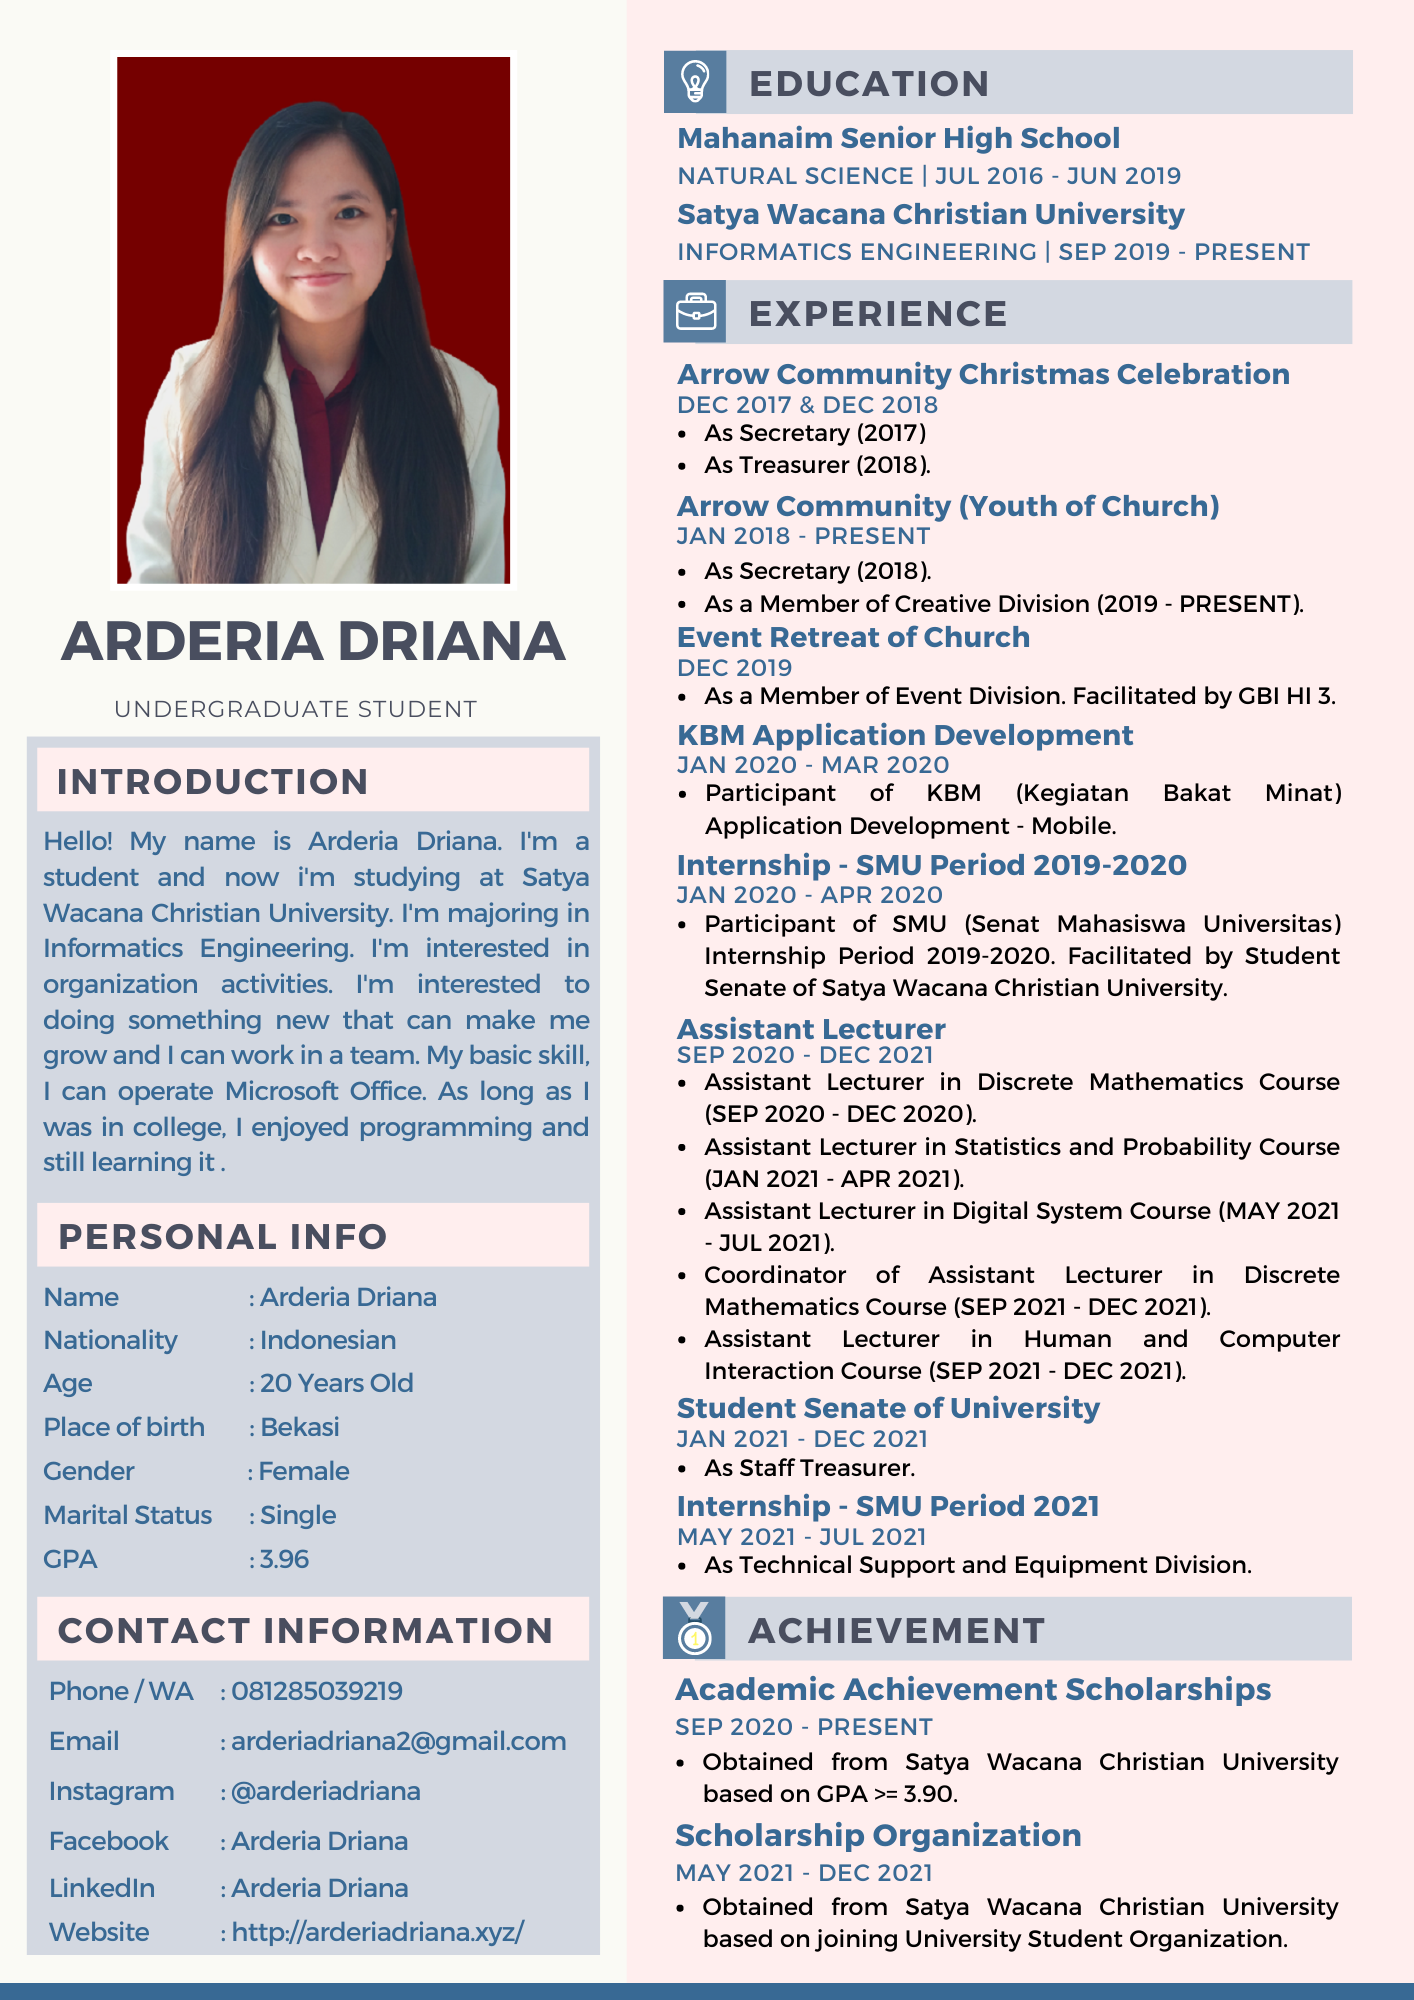 ARDERIA DRIANA
UNDERGRADUATE STUDENT
INTRODUCTION
Hello! My name is Arderia Driana. I'm a
student and now i'm studying at Satya
Wacana Christian University. I'm majoring in
Informatics Engineering. I'm interested in
organization activities. I'm interested to
doing something new that can make me
grow and I can work in a team. My basic skill,
I can operate Microsoft Office. As long as I
was in college, I enjoyed programming and
still learning it .
PERSONAL INFO
Name : Arderia Driana
Nationality : Indonesian
Age : 20 Years Old
Place of birth : Bekasi
Gender : Female
Marital Status : Single
GPA : 3.96
CONTACT INFORMATION
Phone / WA : 081285039219
Email : arderiadriana2@gmail.com
Instagram : @arderiadriana
Facebook : Arderia Driana
LinkedIn : Arderia Driana
Website : http://arderiadriana.xyz/
EDUCATION
Mahanaim Senior High School
NATURAL SCIENCE | JUL 2016 - JUN 2019
Satya Wacana Christian University
INFORMATICS ENGINEERING | SEP 2019 - PRESENT
EXPERIENCE
Arrow Community Christmas Celebration
DEC 2017 & DEC 2018
• As Secretary (2017)
• As Treasurer (2018).
Arrow Community (Youth of Church)
JAN 2018 - PRESENT
• As Secretary (2018).
• As a Member of Creative Division (2019 - PRESENT).
Event Retreat of Church
DEC 2019
• As a Member of Event Division. Facilitated by GBI HI 3.
KBM Application Development
JAN 2020 - MAR 2020
• Participant of KBM (Kegiatan Bakat Minat)
Application Development - Mobile.
Internship - SMU Period 2019-2020
JAN 2020 - APR 2020
• Participant of SMU (Senat Mahasiswa Universitas)
Internship Period 2019-2020. Facilitated by Student
Senate of Satya Wacana Christian University.
Assistant Lecturer
SEP 2020 - DEC 2021
• Assistant Lecturer in Discrete Mathematics Course
(SEP 2020 - DEC 2020).
• Assistant Lecturer in Statistics and Probability Course
(JAN 2021 - APR 2021).
• Assistant Lecturer in Digital System Course (MAY 2021
- JUL 2021).
• Coordinator of Assistant Lecturer in Discrete
Mathematics Course (SEP 2021 - DEC 2021).
• Assistant Lecturer in Human and Computer
Interaction Course (SEP 2021 - DEC 2021).
Student Senate of University
JAN 2021 - DEC 2021
• As Staff Treasurer.
Internship - SMU Period 2021
MAY 2021 - JUL 2021
• As Technical Support and Equipment Division.
1
ACHIEVEMENT
Academic Achievement Scholarships
SEP 2020 - PRESENT
• Obtained from Satya Wacana Christian University
based on GPA >= 3.90.
Scholarship Organization
MAY 2021 - DEC 2021
• Obtained from Satya Wacana Christian University
based on joining University Student Organization.